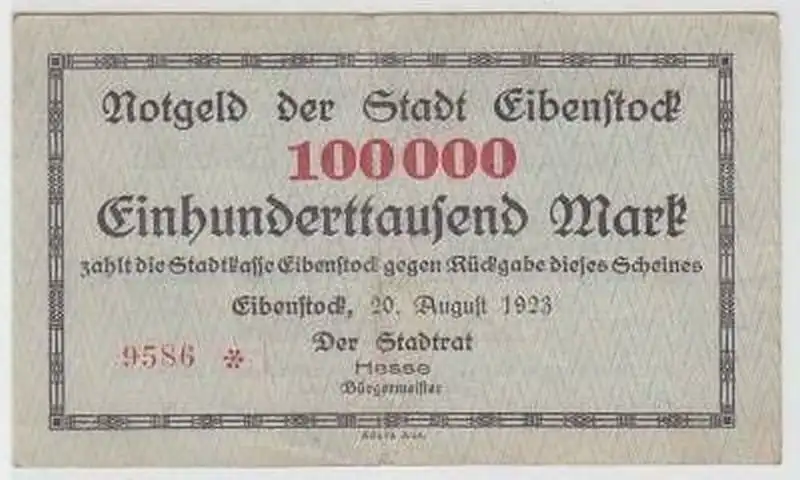 Notgeld der Stadt Eibenstock
100000
Einhunderttausend Mark
zahlt die Stadtkasse Eibenstock gegen Rückgabe dieses Scheines
Eibenstock, 20. August 1923
Der Stadtrat
9586 *
Hesse
Bürgermeister